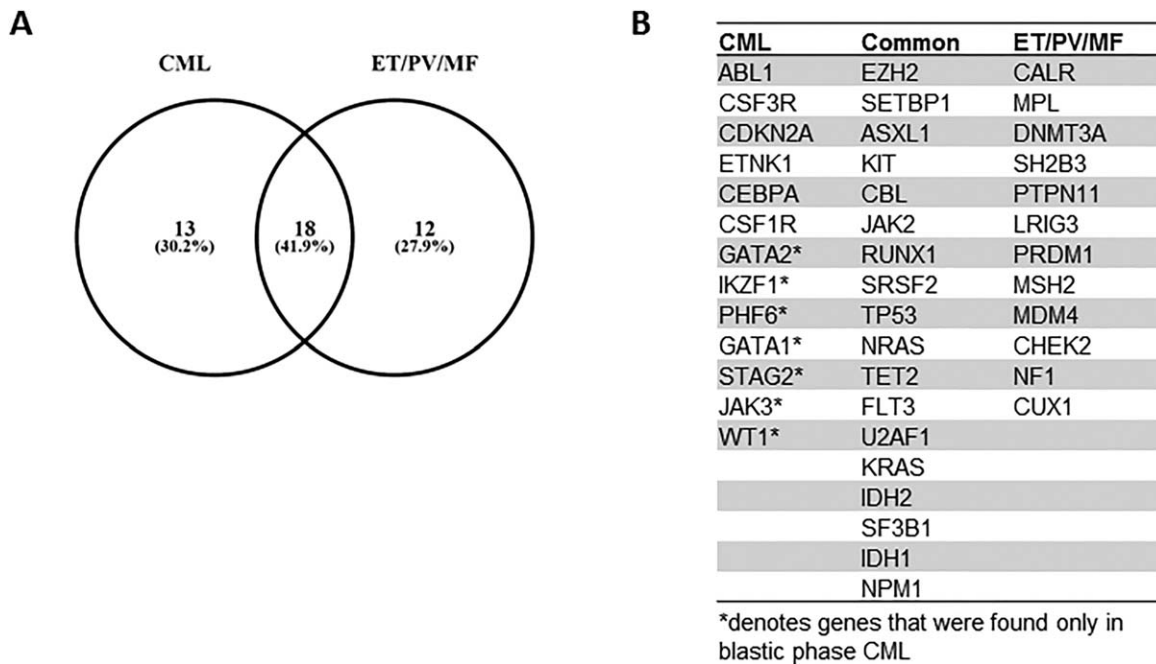 A
CML ET/PV/MF
13 18 12
(30.2%) (41.9%) (27.9%)
B
CML Common ET/PV/MF
ABL1 EZH2 CALR
CSF3R SETBP1 MPL
CDKN2A ASXL1 DNMT3A
ETNK1 KIT SH2B3
CEBPA CBL PTPN11
CSF1R JAK2 LRIG3
GATA2* RUNX1 PRDM1
IKZF1* SRSF2 MSH2
PHF6* TP53 MDM4
GATA1* NRAS CHEK2
STAG2* TET2 NF1
JAK3* FLT3 CUX1
WT1* U2AF1
KRAS
IDH2
SF3B1
IDH1
NPM1
*denotes genes that were found only in
blastic phase CML